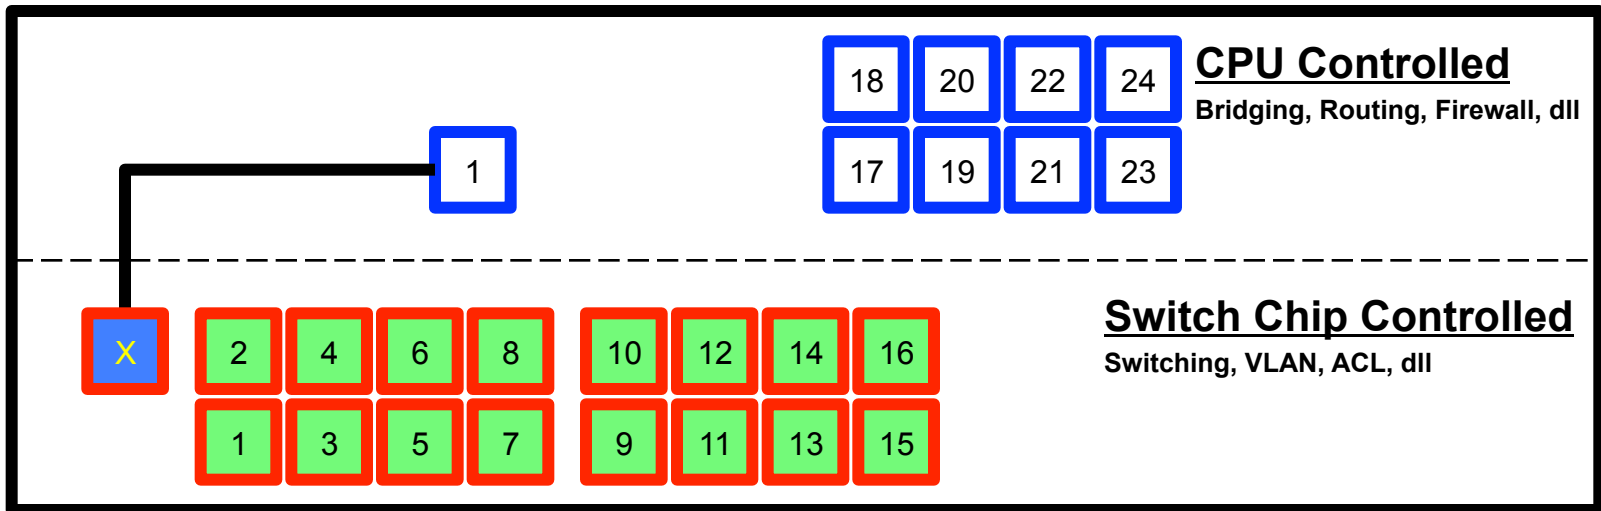 18 20 22 24
CPU Controlled
Bridging, Routing, Firewall, dll
1
17 19 21 23
X
2 4 6 8 10 12 14 16
Switch Chip Controlled
Switching, VLAN, ACL, dll
1 3 5 7 9 11 13 15